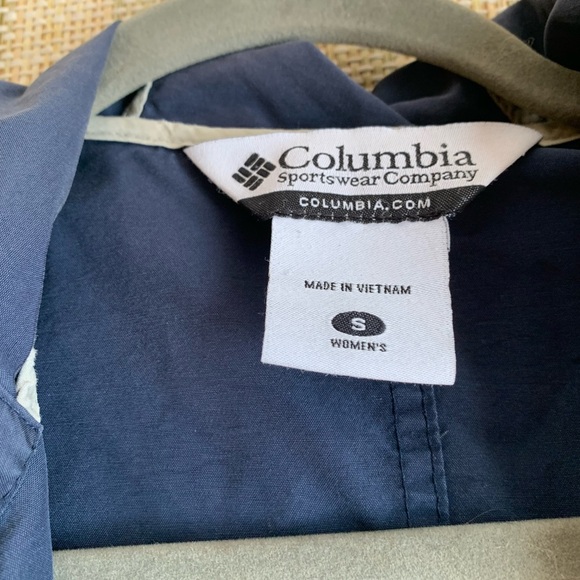 Columbia
Sportswear Company
COLUMBIA.COM
MADE IN VIETNAM
S
WOMEN'S